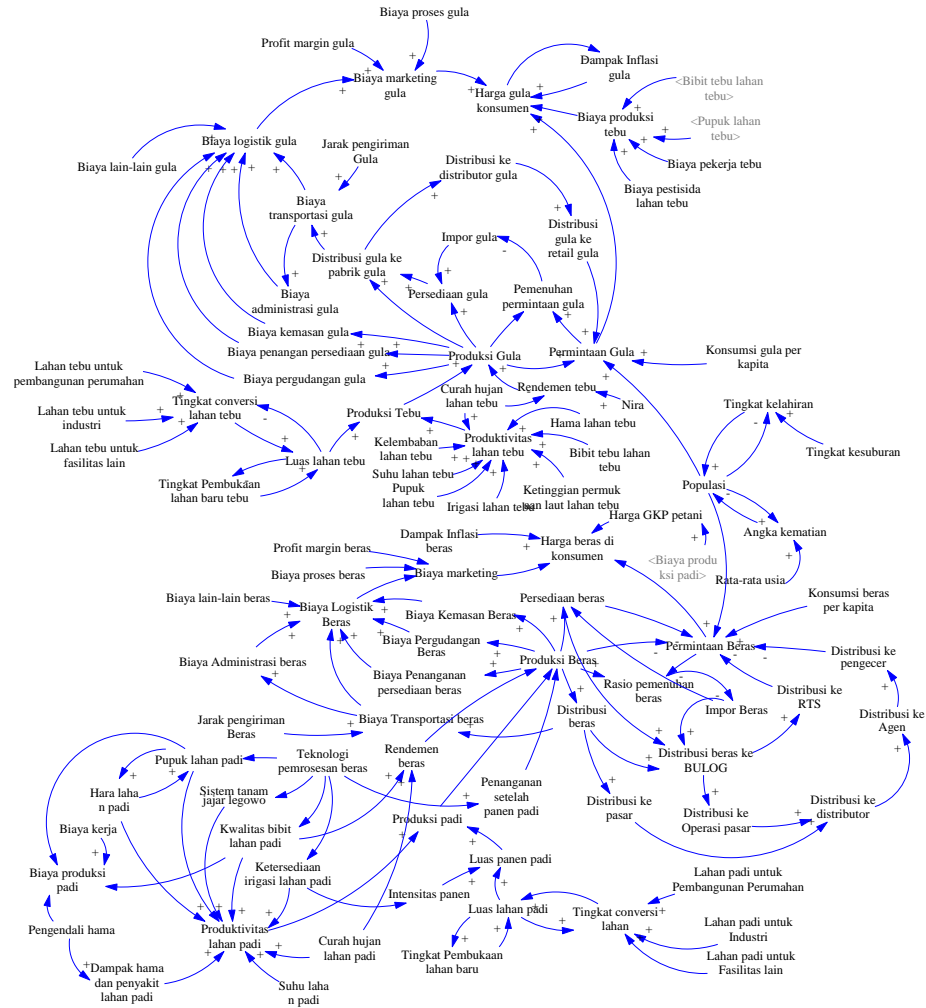 Biaya proses gula
Profit margin gula
Biaya marketing
gula
Harga gula
konsumen
Dampak Inflasi
gula
<Bibit tebu lahan
tebu>
Biaya produksi
tebu
<Pupuk lahan
tebu>
Biaya pekerja tebu
Biaya pestisida
lahan tebu
Biaya logistik gula
Biaya lain-lain gula
Jarak pengiriman
Gula
Distribusi ke
distributor gula
Biaya
transportasi gula
Distribusi
gula ke
retail gula
Impor gula
Distribusi gula ke
pabrik gula
Persediaan gula
Pemenuhan
permintaan gula
Biaya
administrasi gula
Biaya kemasan gula
Biaya penangan persediaan gula
Produksi Gula
Permintaan Gula
Konsumsi gula per
kapita
Biaya pergudangan gula
Lahan tebu untuk
pembangunan perumahan
Tingkat conversi
lahan tebu
Lahan tebu untuk
industri
Lahan tebu untuk
fasilitas lain
Produksi Tebu
Curah hujan
lahan tebu
Rendemen tebu
Nira
Hama lahan tebu
Kelembaban
lahan tebu
Produktivitas
lahan tebu
Bibit tebu lahan
tebu
Luas lahan tebu
Tingkat Pembukaan
lahan baru tebu
Suhu lahan tebu
Pupuk
lahan tebu
Irigasi lahan tebu
Ketinggian permuk
aan laut lahan tebu
Tingkat kelahiran
Tingkat kesuburan
Populasi
Angka kematian
Rata-rata usia
Harga GKP petani
<Biaya produ
ksi padi>
Dampak Inflasi
beras
Harga beras di
konsumen
Profit margin beras
Biaya proses beras
Biaya marketing
Biaya lain-lain beras
Biaya Logistik
Beras
Biaya Kemasan Beras
Persediaan beras
Konsumsi beras
per kapita
Biaya Pergudangan
Beras
Permintaan Beras
Distribusi ke
pengecer
Biaya Administrasi beras
Biaya Penanganan
persediaan beras
Produksi Beras
Rasio pemenuhan
beras
Impor Beras
Distribusi ke
RTS
Distribusi ke
Agen
Jarak pengiriman
Beras
Biaya Transportasi beras
Distribusi
beras
Distribusi beras ke
BULOG
Pupuk lahan padi
Teknologi
pemrosesan beras
Rendemen
beras
Hara laha
n padi
Sistem tanam
jajar legowo
Penanganan
setelah
panen padi
Distribusi ke
pasar
Distribusi ke
Operasi pasar
Distribusi ke
distributor
Biaya kerja
Kwalitas bibit
lahan padi
Produksi padi
Biaya produksi
padi
Ketersediaan
irigasi lahan padi
Luas panen padi
Intensitas panen
Lahan padi untuk
Pembangunan Perumahan
Pengendali hama
Produktivitas
lahan padi
Luas lahan padi
Tingkat conversi
lahan
Lahan padi untuk
Industri
Curah hujan
lahan padi
Tingkat Pembukaan
lahan baru
Lahan padi untuk
Fasilitas lain
Dampak hama
dan penyakit
lahan padi
Suhu laha
n padi